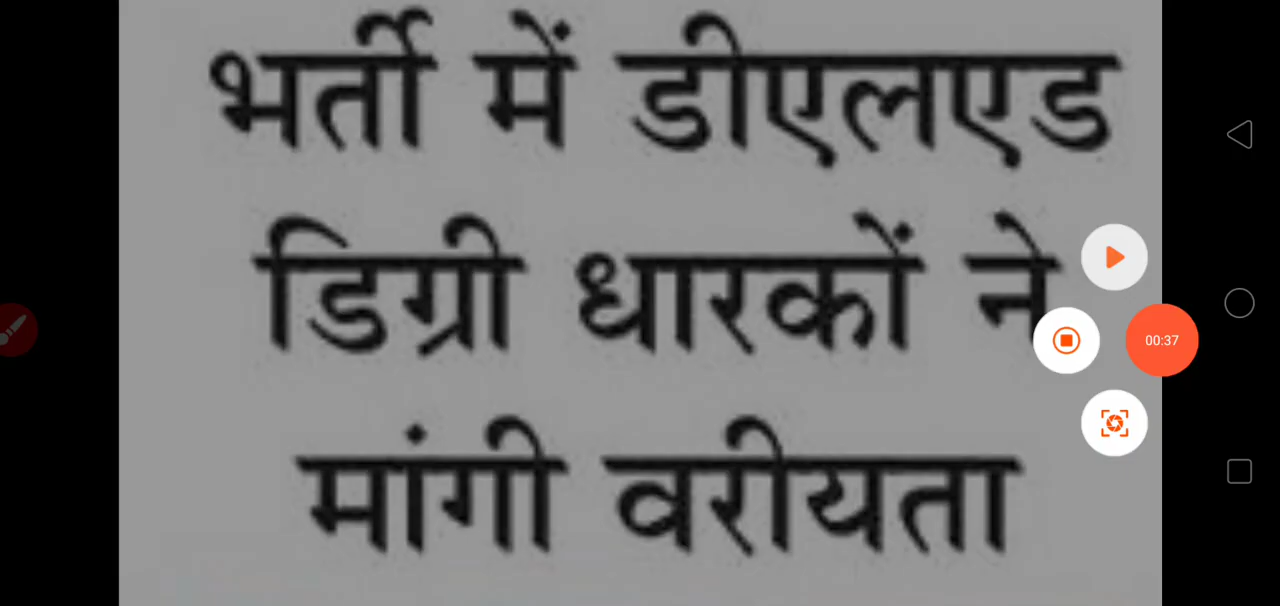 भर्ती में डीएलएड
डिग्री धारकों ने
मांगी वरीयता
00:37